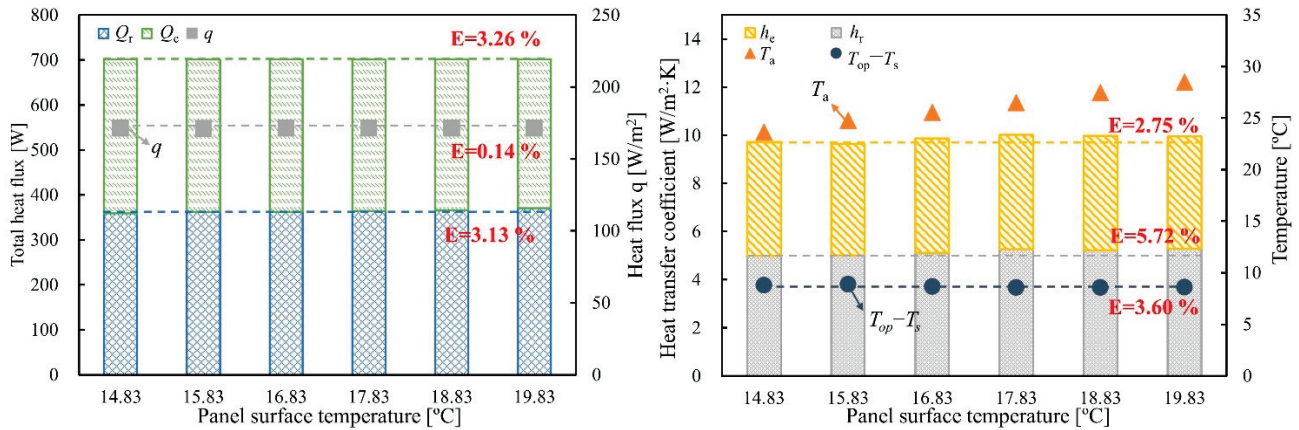 Total heat flux [W]
800
700
600
500
400
300
200
100
0
Qr Qc q
E=3.26 %
q
E=0.14 %
E=3.13 %
250
200
150
100
50
0
Heat flux q [W/m²]
14.83 15.83 16.83 17.83 18.83 19.83
Panel surface temperature [ºC]
Heat transfer coefficient [W/m²·K]
14
12
10
8
6
4
2
0
he hr
Ta Top−Ts
Ta
E=2.75 %
E=5.72 %
E=3.60 %
Top−Ts
35
30
25
20
15
10
5
0
Temperature [ºC]
14.83 15.83 16.83 17.83 18.83 19.83
Panel surface temperature [ºC]